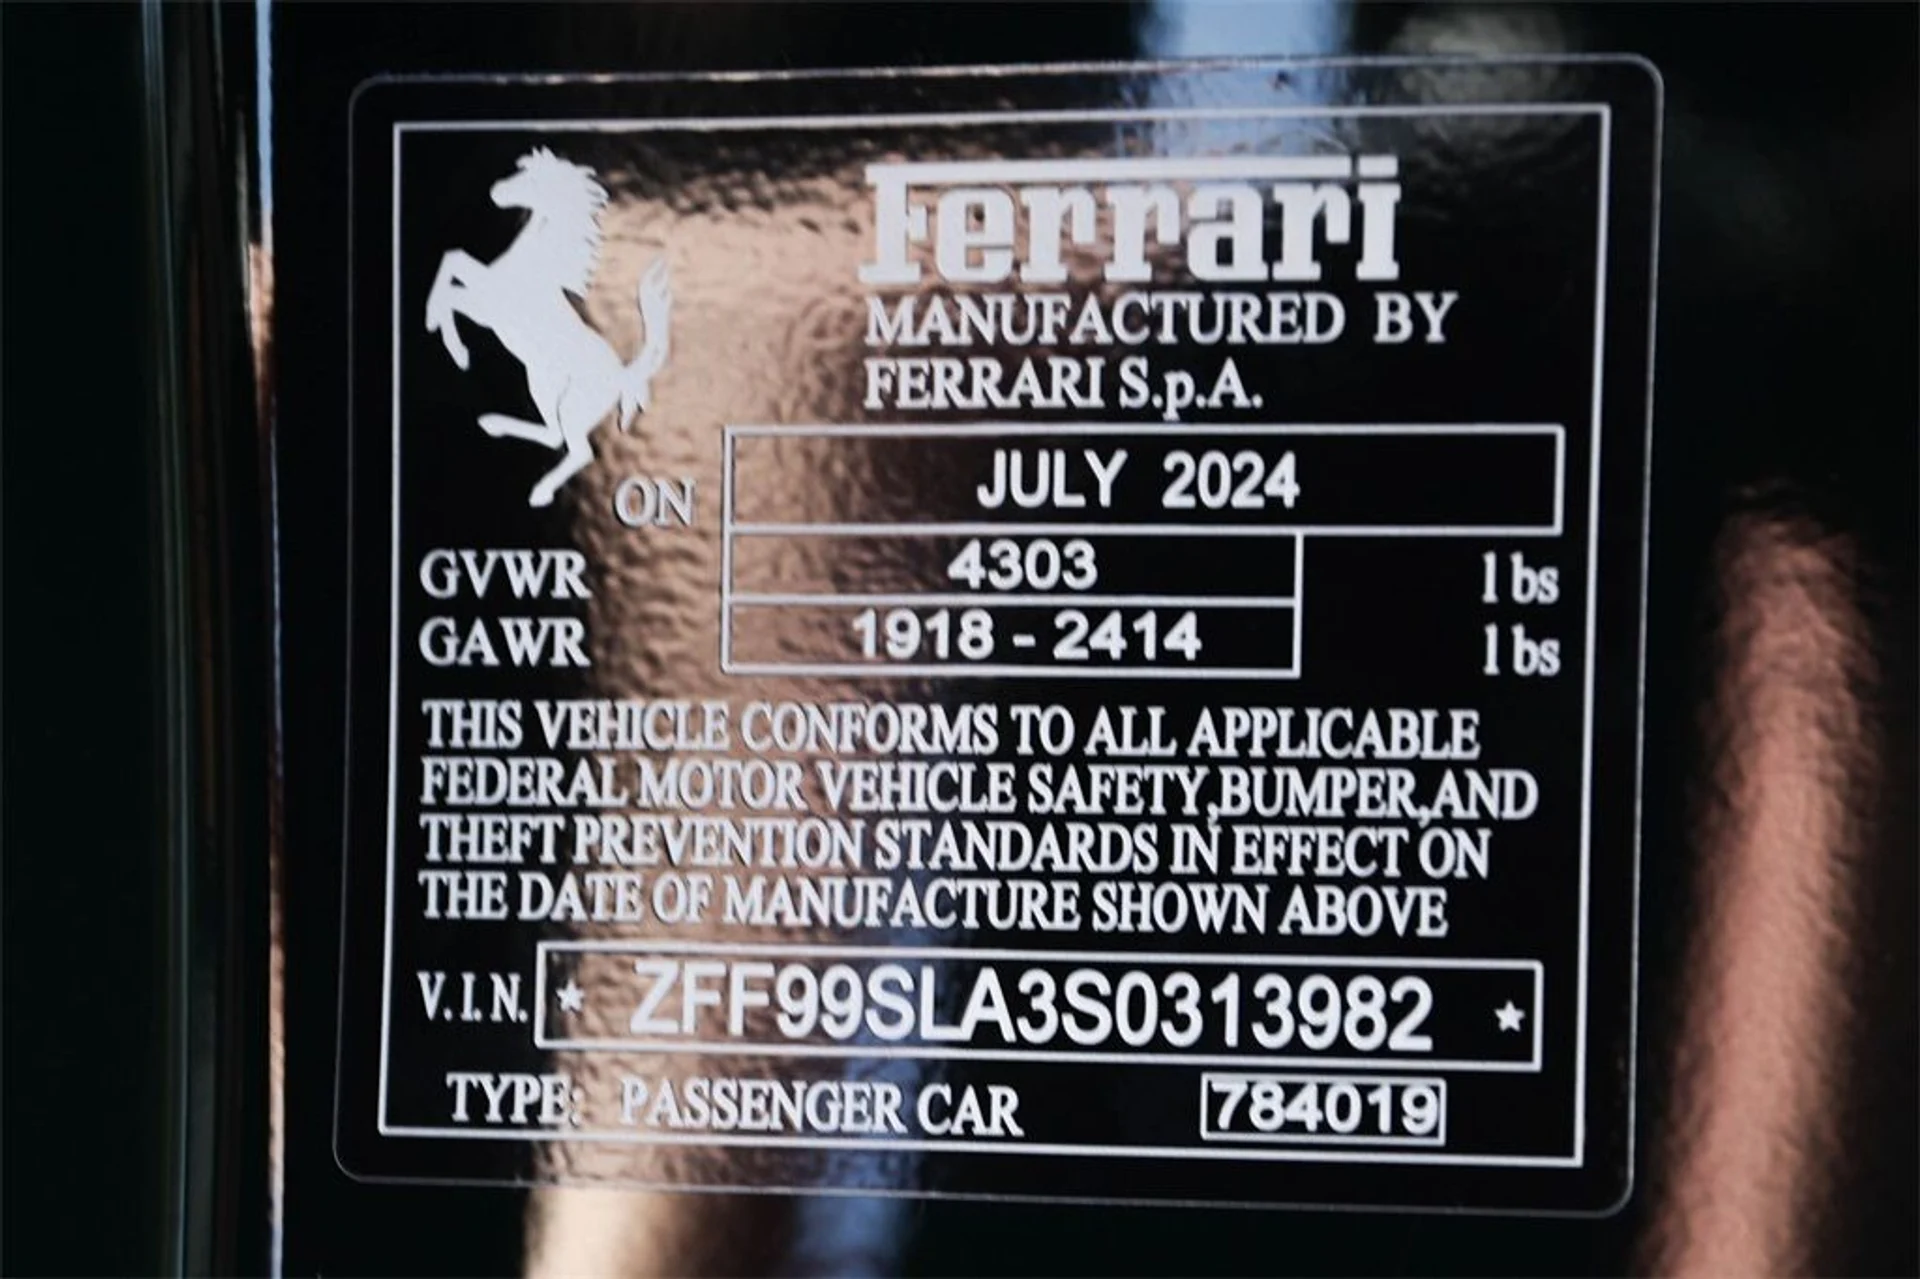 Ferrari
MANUFACTURED BY
FERRARI S.p.A.
ON JULY 2024
GVWR 4303 lbs
GAWR 1918 - 2414 lbs
THIS VEHICLE CONFORMS TO ALL APPLICABLE
FEDERAL MOTOR VEHICLE SAFETY,BUMPER,AND
THEFT PREVENTION STANDARDS IN EFFECT ON
THE DATE OF MANUFACTURE SHOWN ABOVE
V.I.N. ★ ZFF99SLA3S0313982 ★
TYPE: PASSENGER CAR 784019